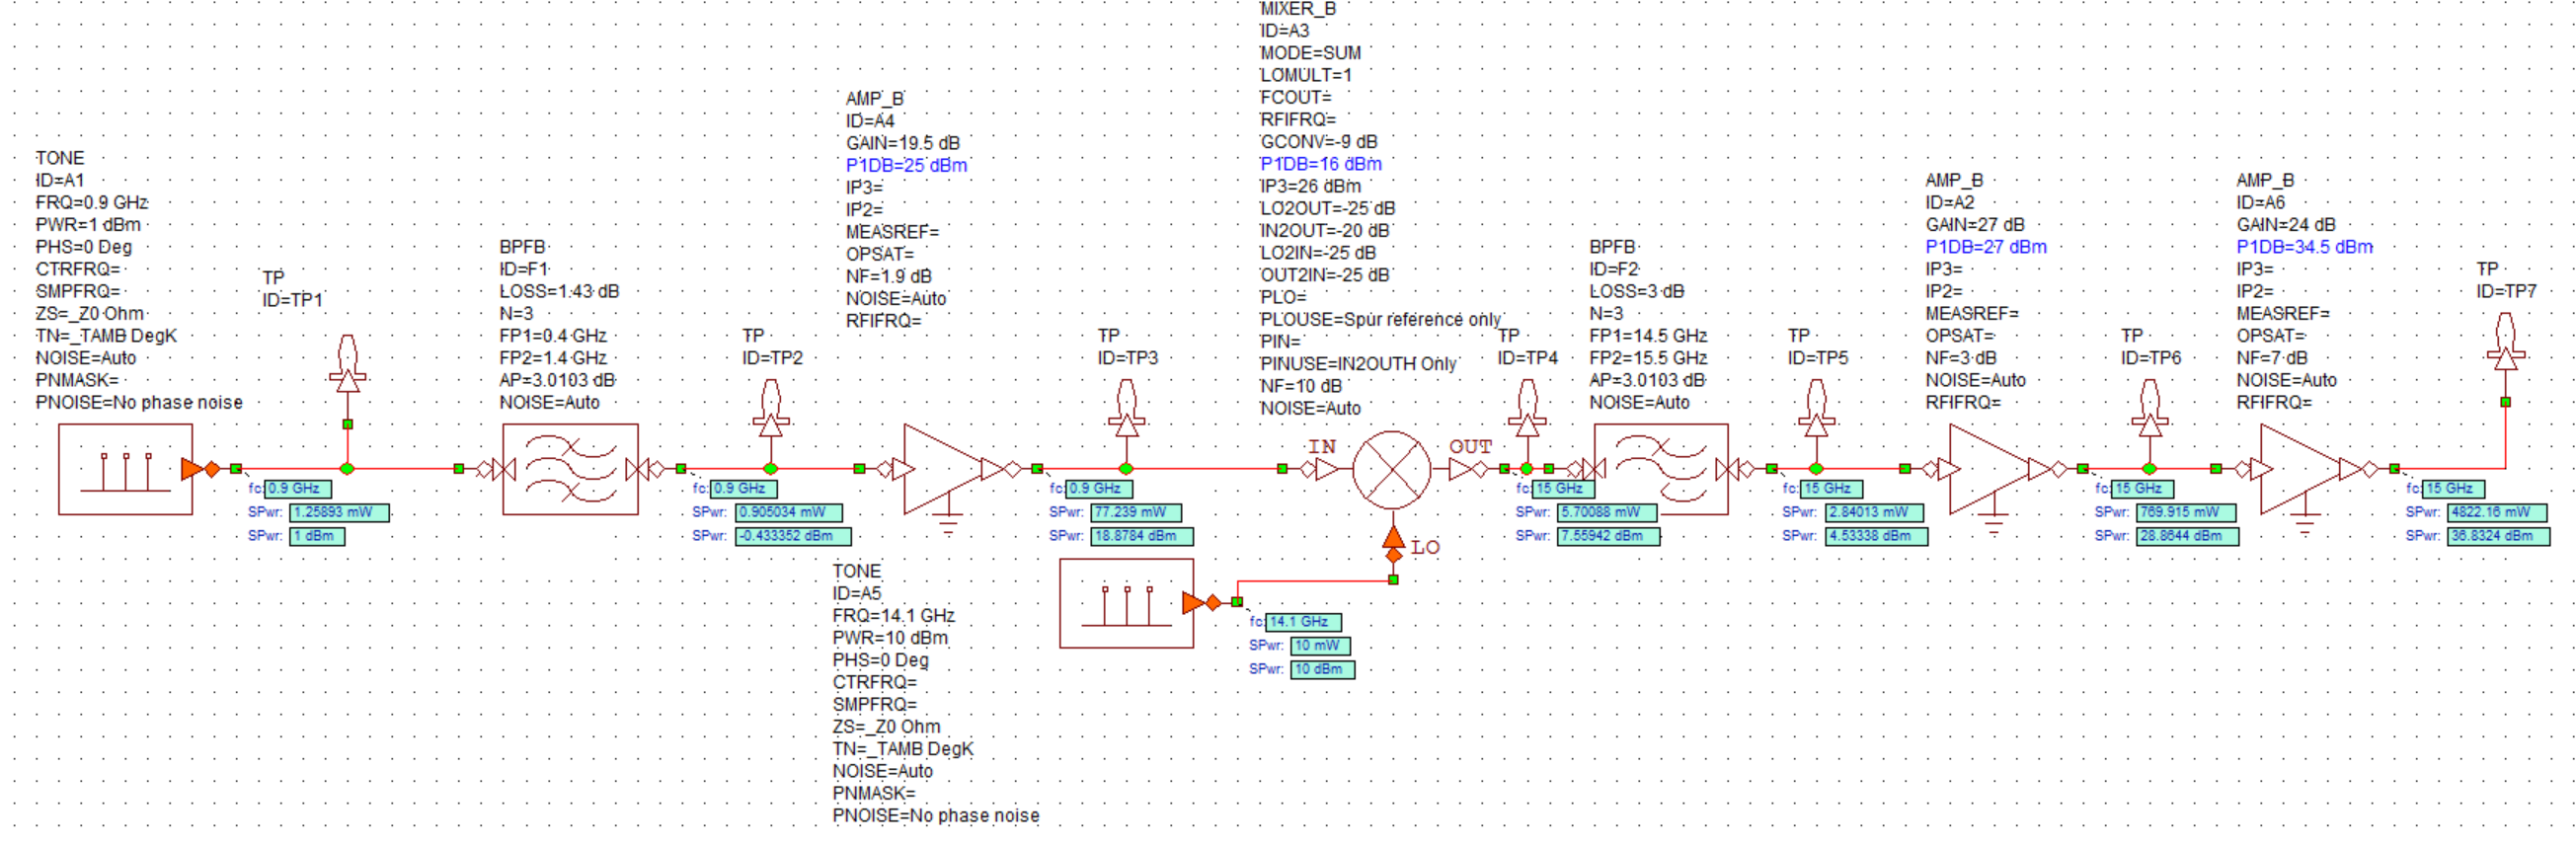 TONE
ID=A1
FRQ=0.9 GHz
PWR=1 dBm
PHS=0 Deg
CTRFRQ=
SMPFRQ=
ZS=_Z0 Ohm
TN=_TAMB DegK
NOISE=Auto
PNMASK=
PNOISE=No phase noise
TP
ID=TP1
fc: 0.9 GHz
SPwr: 1.25893 mW
SPwr: 1 dBm
BPFB
ID=F1
LOSS=1.43 dB
N=3
FP1=0.4 GHz
FP2=1.4 GHz
AP=3.0103 dB
NOISE=Auto
TP
ID=TP2
fc: 0.9 GHz
SPwr: 0.905034 mW
SPwr: -0.433352 dBm
AMP_B
ID=A4
GAIN=19.5 dB
P1DB=25 dBm
IP3=
IP2=
MEASREF=
OPSAT=
NF=1.9 dB
NOISE=Auto
RFIFRQ=
TP
ID=TP3
fc: 0.9 GHz
SPwr: 77.239 mW
SPwr: 18.8784 dBm
TONE
ID=A5
FRQ=14.1 GHz
PWR=10 dBm
PHS=0 Deg
CTRFRQ=
SMPFRQ=
ZS=_Z0 Ohm
TN=_TAMB DegK
NOISE=Auto
PNMASK=
PNOISE=No phase noise
fc: 14.1 GHz
SPwr: 10 mW
SPwr: 10 dBm
MIXER_B
ID=A3
MODE=SUM
LOMULT=1
FCOUT=
RFIFRQ=
GCONV=-9 dB
P1DB=16 dBm
IP3=26 dBm
LO2OUT=-25 dB
IN2OUT=-20 dB
LO2IN=-25 dB
OUT2IN=-25 dB
PLO=
PLOUSE=Spur reference only
PIN=
PINUSE=IN2OUTH Only
NF=10 dB
NOISE=Auto
IN
OUT
LO
TP
ID=TP4
fc: 15 GHz
SPwr: 5.70088 mW
SPwr: 7.55942 dBm
BPFB
ID=F2
LOSS=3 dB
N=3
FP1=14.5 GHz
FP2=15.5 GHz
AP=3.0103 dB
NOISE=Auto
TP
ID=TP5
fc: 15 GHz
SPwr: 2.84013 mW
SPwr: 4.53338 dBm
AMP_B
ID=A2
GAIN=27 dB
P1DB=27 dBm
IP3=
IP2=
MEASREF=
OPSAT=
NF=3 dB
NOISE=Auto
RFIFRQ=
TP
ID=TP6
fc: 15 GHz
SPwr: 769.915 mW
SPwr: 28.8644 dBm
AMP_B
ID=A6
GAIN=24 dB
P1DB=34.5 dBm
IP3=
IP2=
MEASREF=
OPSAT=
NF=7 dB
NOISE=Auto
RFIFRQ=
TP
ID=TP7
fc: 15 GHz
SPwr: 4822.16 mW
SPwr: 36.8324 dBm